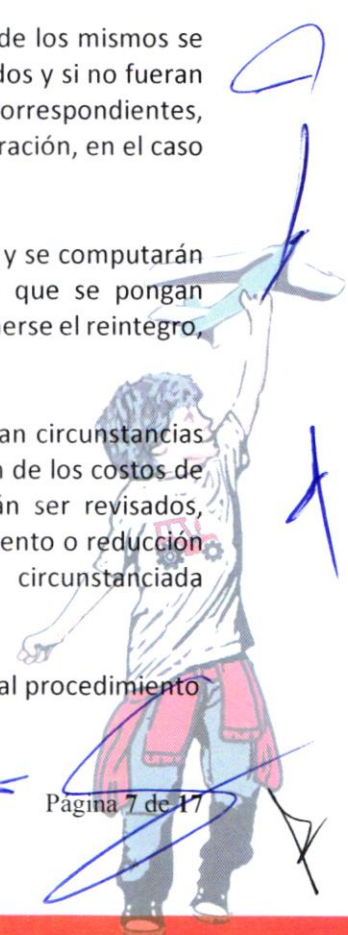 de los mismos se
dos y si no fueran
orrespondientes,
ración, en el caso
y se computarán
que se pongan
nerse el reintegro,
an circunstancias
n de los costos de
án ser revisados,
ento o reducción
circunstanciada
al procedimiento
Página 7 de 17